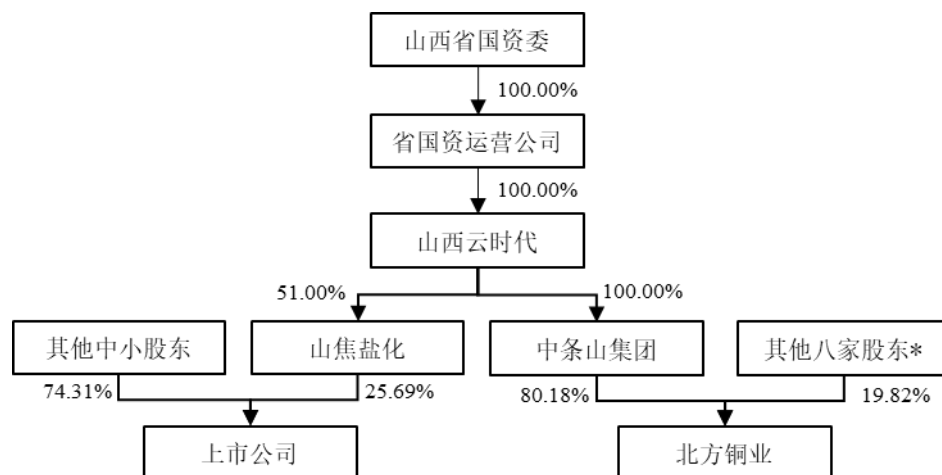 山西省国资委
100.00%
省国资运营公司
100.00%
山西云时代
51.00%
100.00%
其他中小股东
山焦盐化
中条山集团
其他八家股东*
74.31%
25.69%
80.18%
19.82%
上市公司
北方铜业